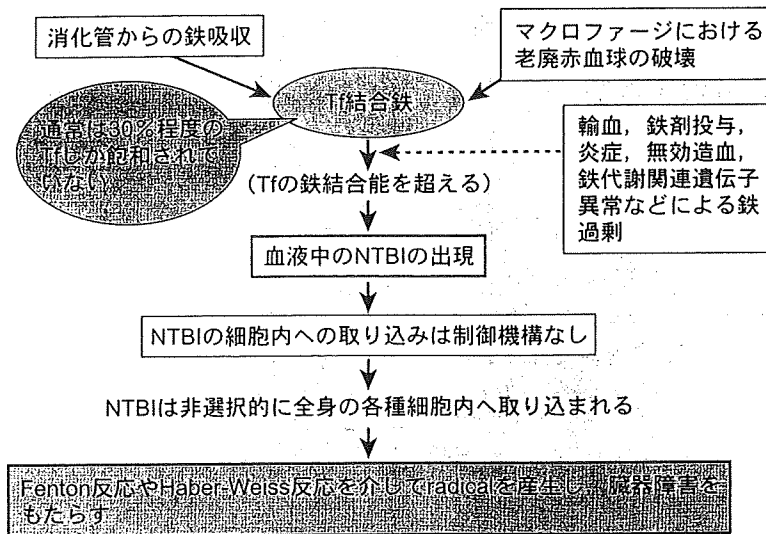 消化管からの鉄吸収
マクロファージにおける
老廃赤血球の破壊
Tf結合鉄
通常は30%程度の
Tfしか飽和されて
いない
輸血，鉄剤投与，
炎症，無効造血，
鉄代謝関連遺伝子
異常などによる鉄
過剰
(Tfの鉄結合能を超える)
血液中のNTBIの出現
NTBIの細胞内への取り込みは制御機構なし
NTBIは非選択的に全身の各種細胞内へ取り込まれる
Fenton反応やHaber-Weiss反応を介してradicalを産生し，臓器障害を
もたらす